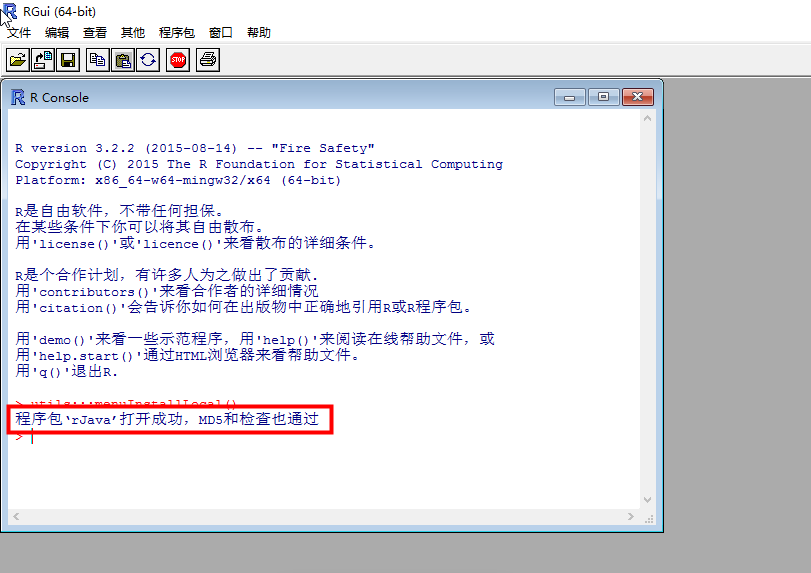 RGui (64-bit)
文件 编辑 查看 其他 程序包 窗口 帮助
STOP
R Console
R version 3.2.2 (2015-08-14) -- "Fire Safety"
Copyright (C) 2015 The R Foundation for Statistical Computing
Platform: x86_64-w64-mingw32/x64 (64-bit)
R是自由软件，不带任何担保。
在某些条件下你可以将其自由散布。
用'license()'或'licence()'来看散布的详细条件。
R是个合作计划，有许多人为之做出了贡献.
用'contributors()'来看合作者的详细情况
用'citation()'会告诉你如何在出版物中正确地引用R或R程序包。
用'demo()'来看一些示范程序，用'help()'来阅读在线帮助文件，或
用'help.start()'通过HTML浏览器来看帮助文件。
用'q()'退出R.
> utils:::menuInstallLocal()
程序包‘rJava’打开成功，MD5和检查也通过
>